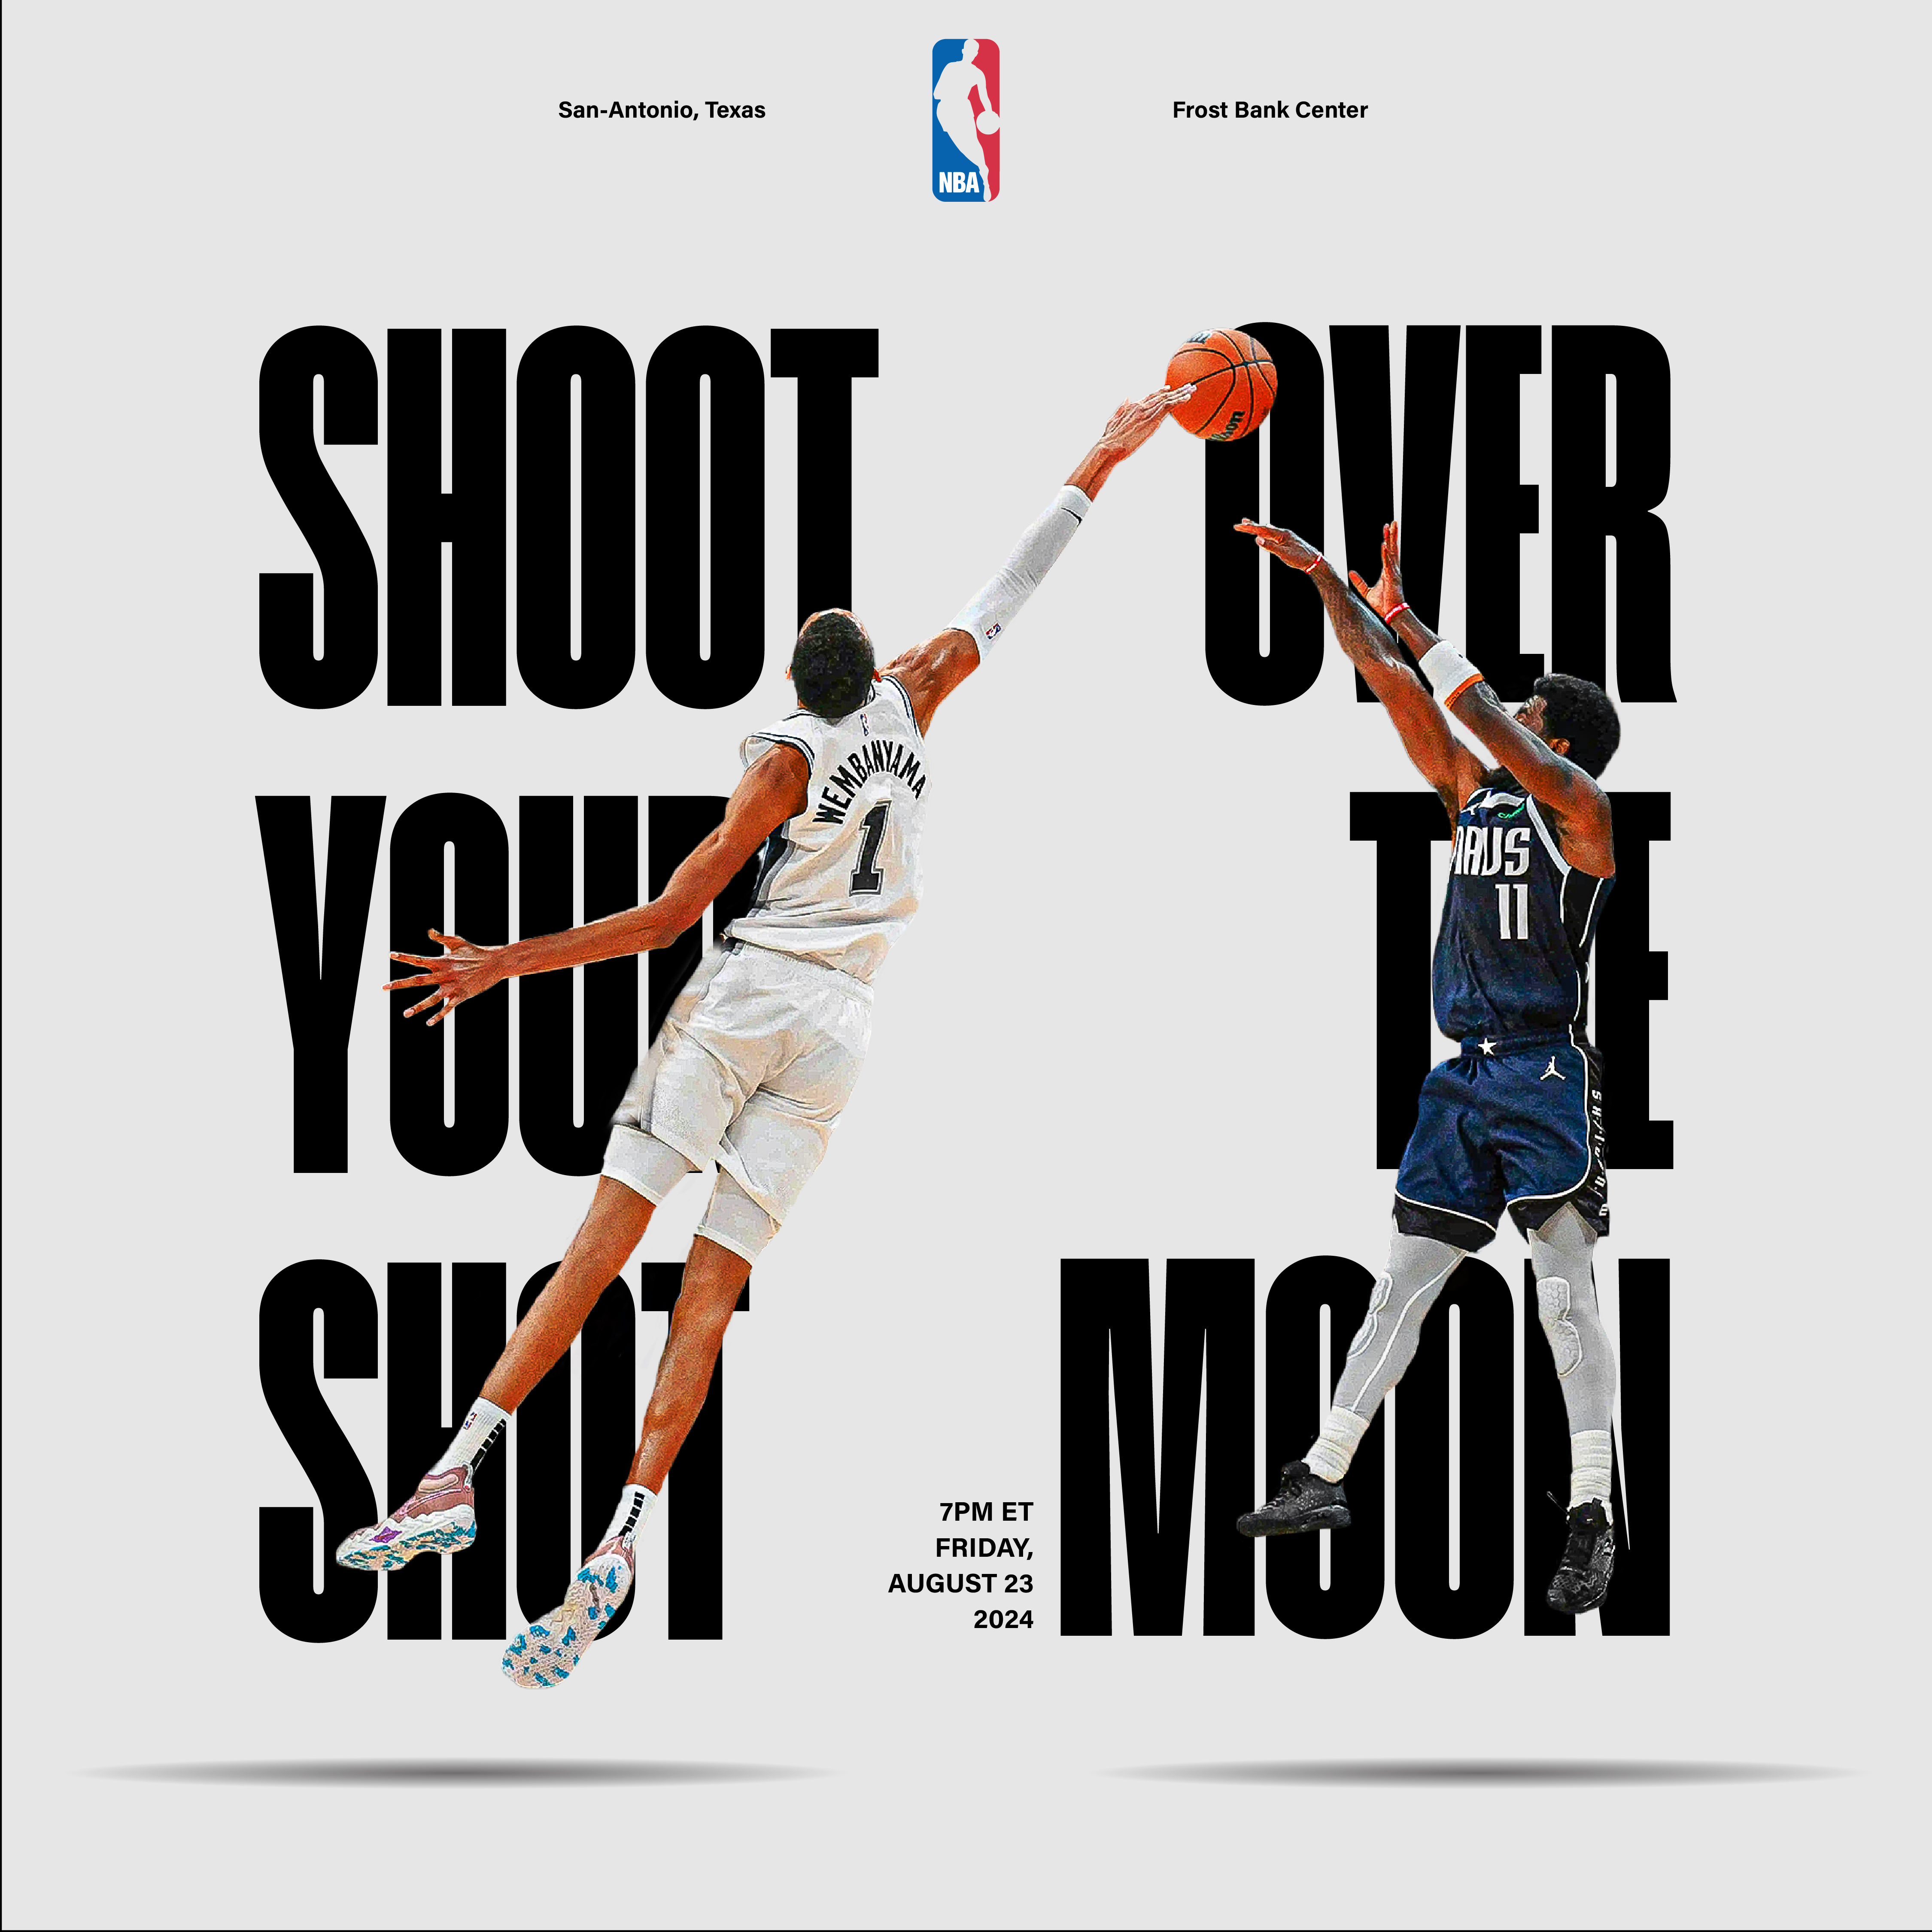 San-Antonio, Texas
NBA
Frost Bank Center
SHOOT
OVER
YOUR
THE
SHOT
MOON
WEMBANYAMA
1
MAVS
11
7PM ET
FRIDAY,
AUGUST 23
2024